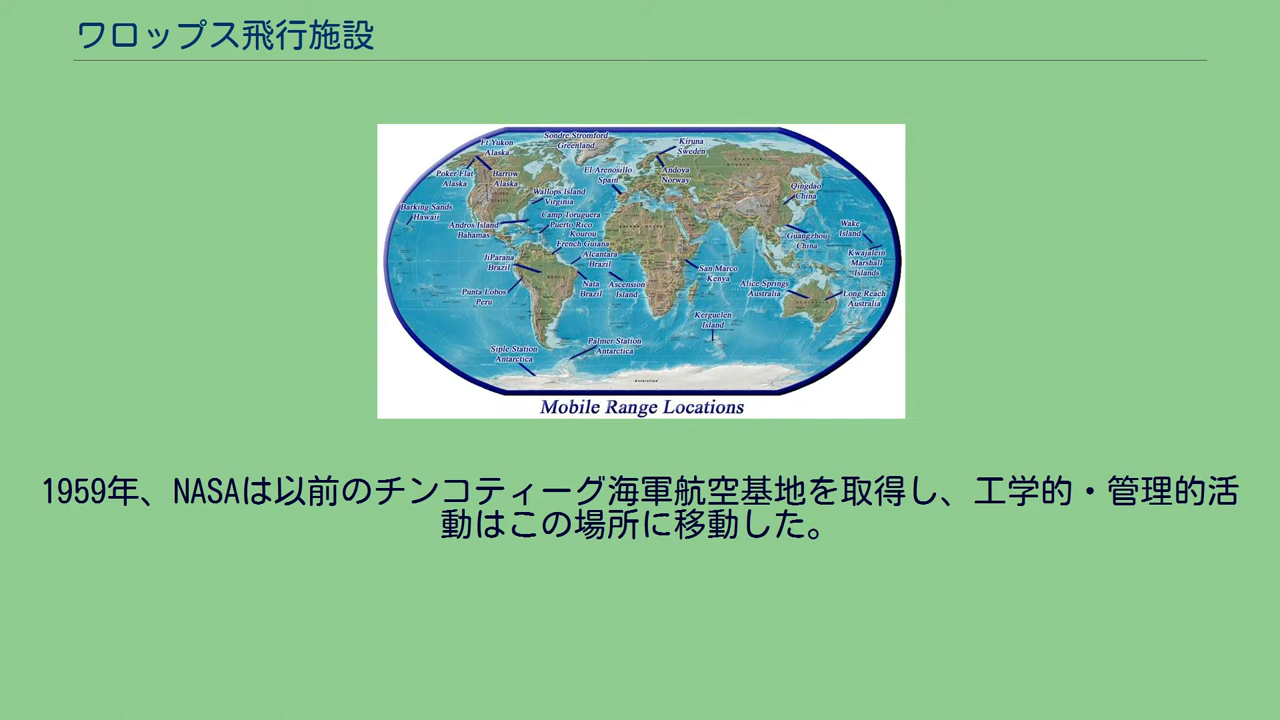 ワロップス飛行施設
Ft Yukon
Alaska
Sondre Stromford
Greenland
Kiruna
Sweden
Poker Flat
Alaska
Barrow
Alaska
El Arenosillo
Spain
Andoya
Norway
Wallops Island
Virginia
Qingdao
China
Barking Sands
Hawaii
Andros Island
Bahamas
Camp Toruguera
Puerto Rico
Kourou
French Guiana
Wake
Island
Guangzhou
China
JiParana
Brazil
Alcantara
Brazil
San Marco
Kenya
Kwajalein
Marshall
Islands
Punta Lobos
Peru
Nata
Brazil
Ascension
Island
Alice Springs
Australia
Long Reach
Australia
Kerguelen
Island
Siple Station
Antarctica
Palmer Station
Antarctica
Antarctica
Mobile Range Locations
1959年、NASAは以前のチンコティーグ海軍航空基地を取得し、工学的・管理的活
動はこの場所に移動した。